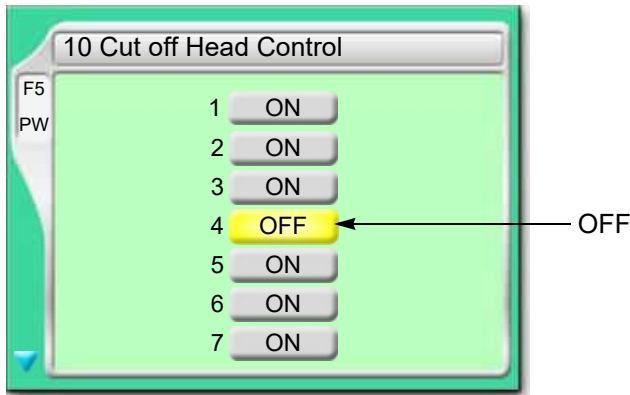 10 Cut off Head Control
F5
PW
1 ON
2 ON
3 ON
4 OFF OFF
5 ON
6 ON
7 ON